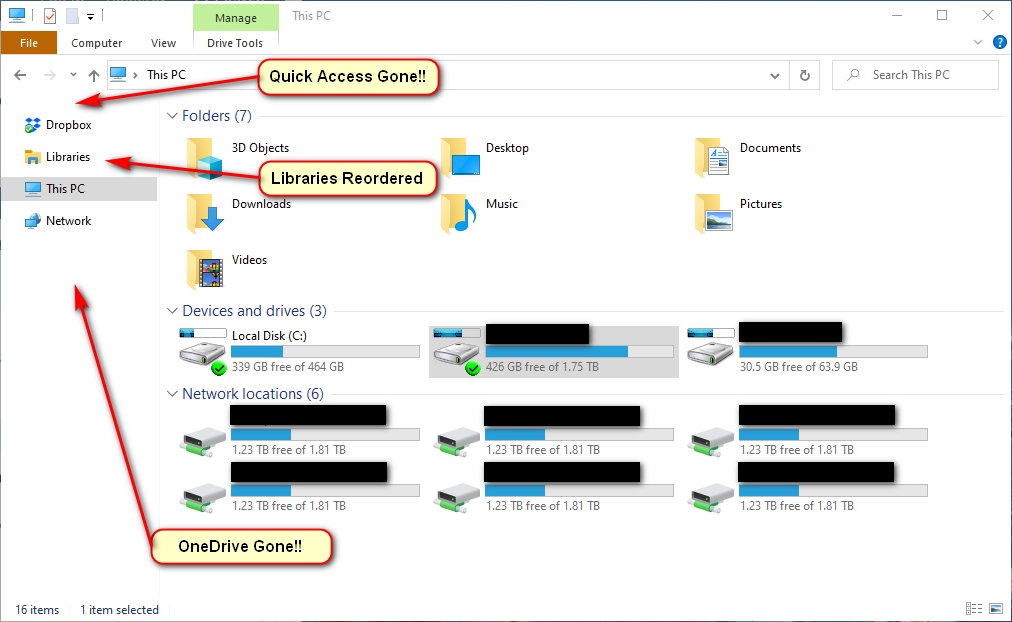 Manage
This PC
File
Computer
View
Drive Tools
?
This PC
Search This PC
Quick Access Gone!!
Dropbox
Libraries
This PC
Network
Libraries Reordered
OneDrive Gone!!
Folders (7)
3D Objects
Desktop
Documents
Downloads
Music
Pictures
Videos
Devices and drives (3)
Local Disk (C:)
339 GB free of 464 GB
426 GB free of 1.75 TB
30.5 GB free of 63.9 GB
Network locations (6)
1.23 TB free of 1.81 TB
1.23 TB free of 1.81 TB
1.23 TB free of 1.81 TB
1.23 TB free of 1.81 TB
1.23 TB free of 1.81 TB
1.23 TB free of 1.81 TB
16 items
1 item selected